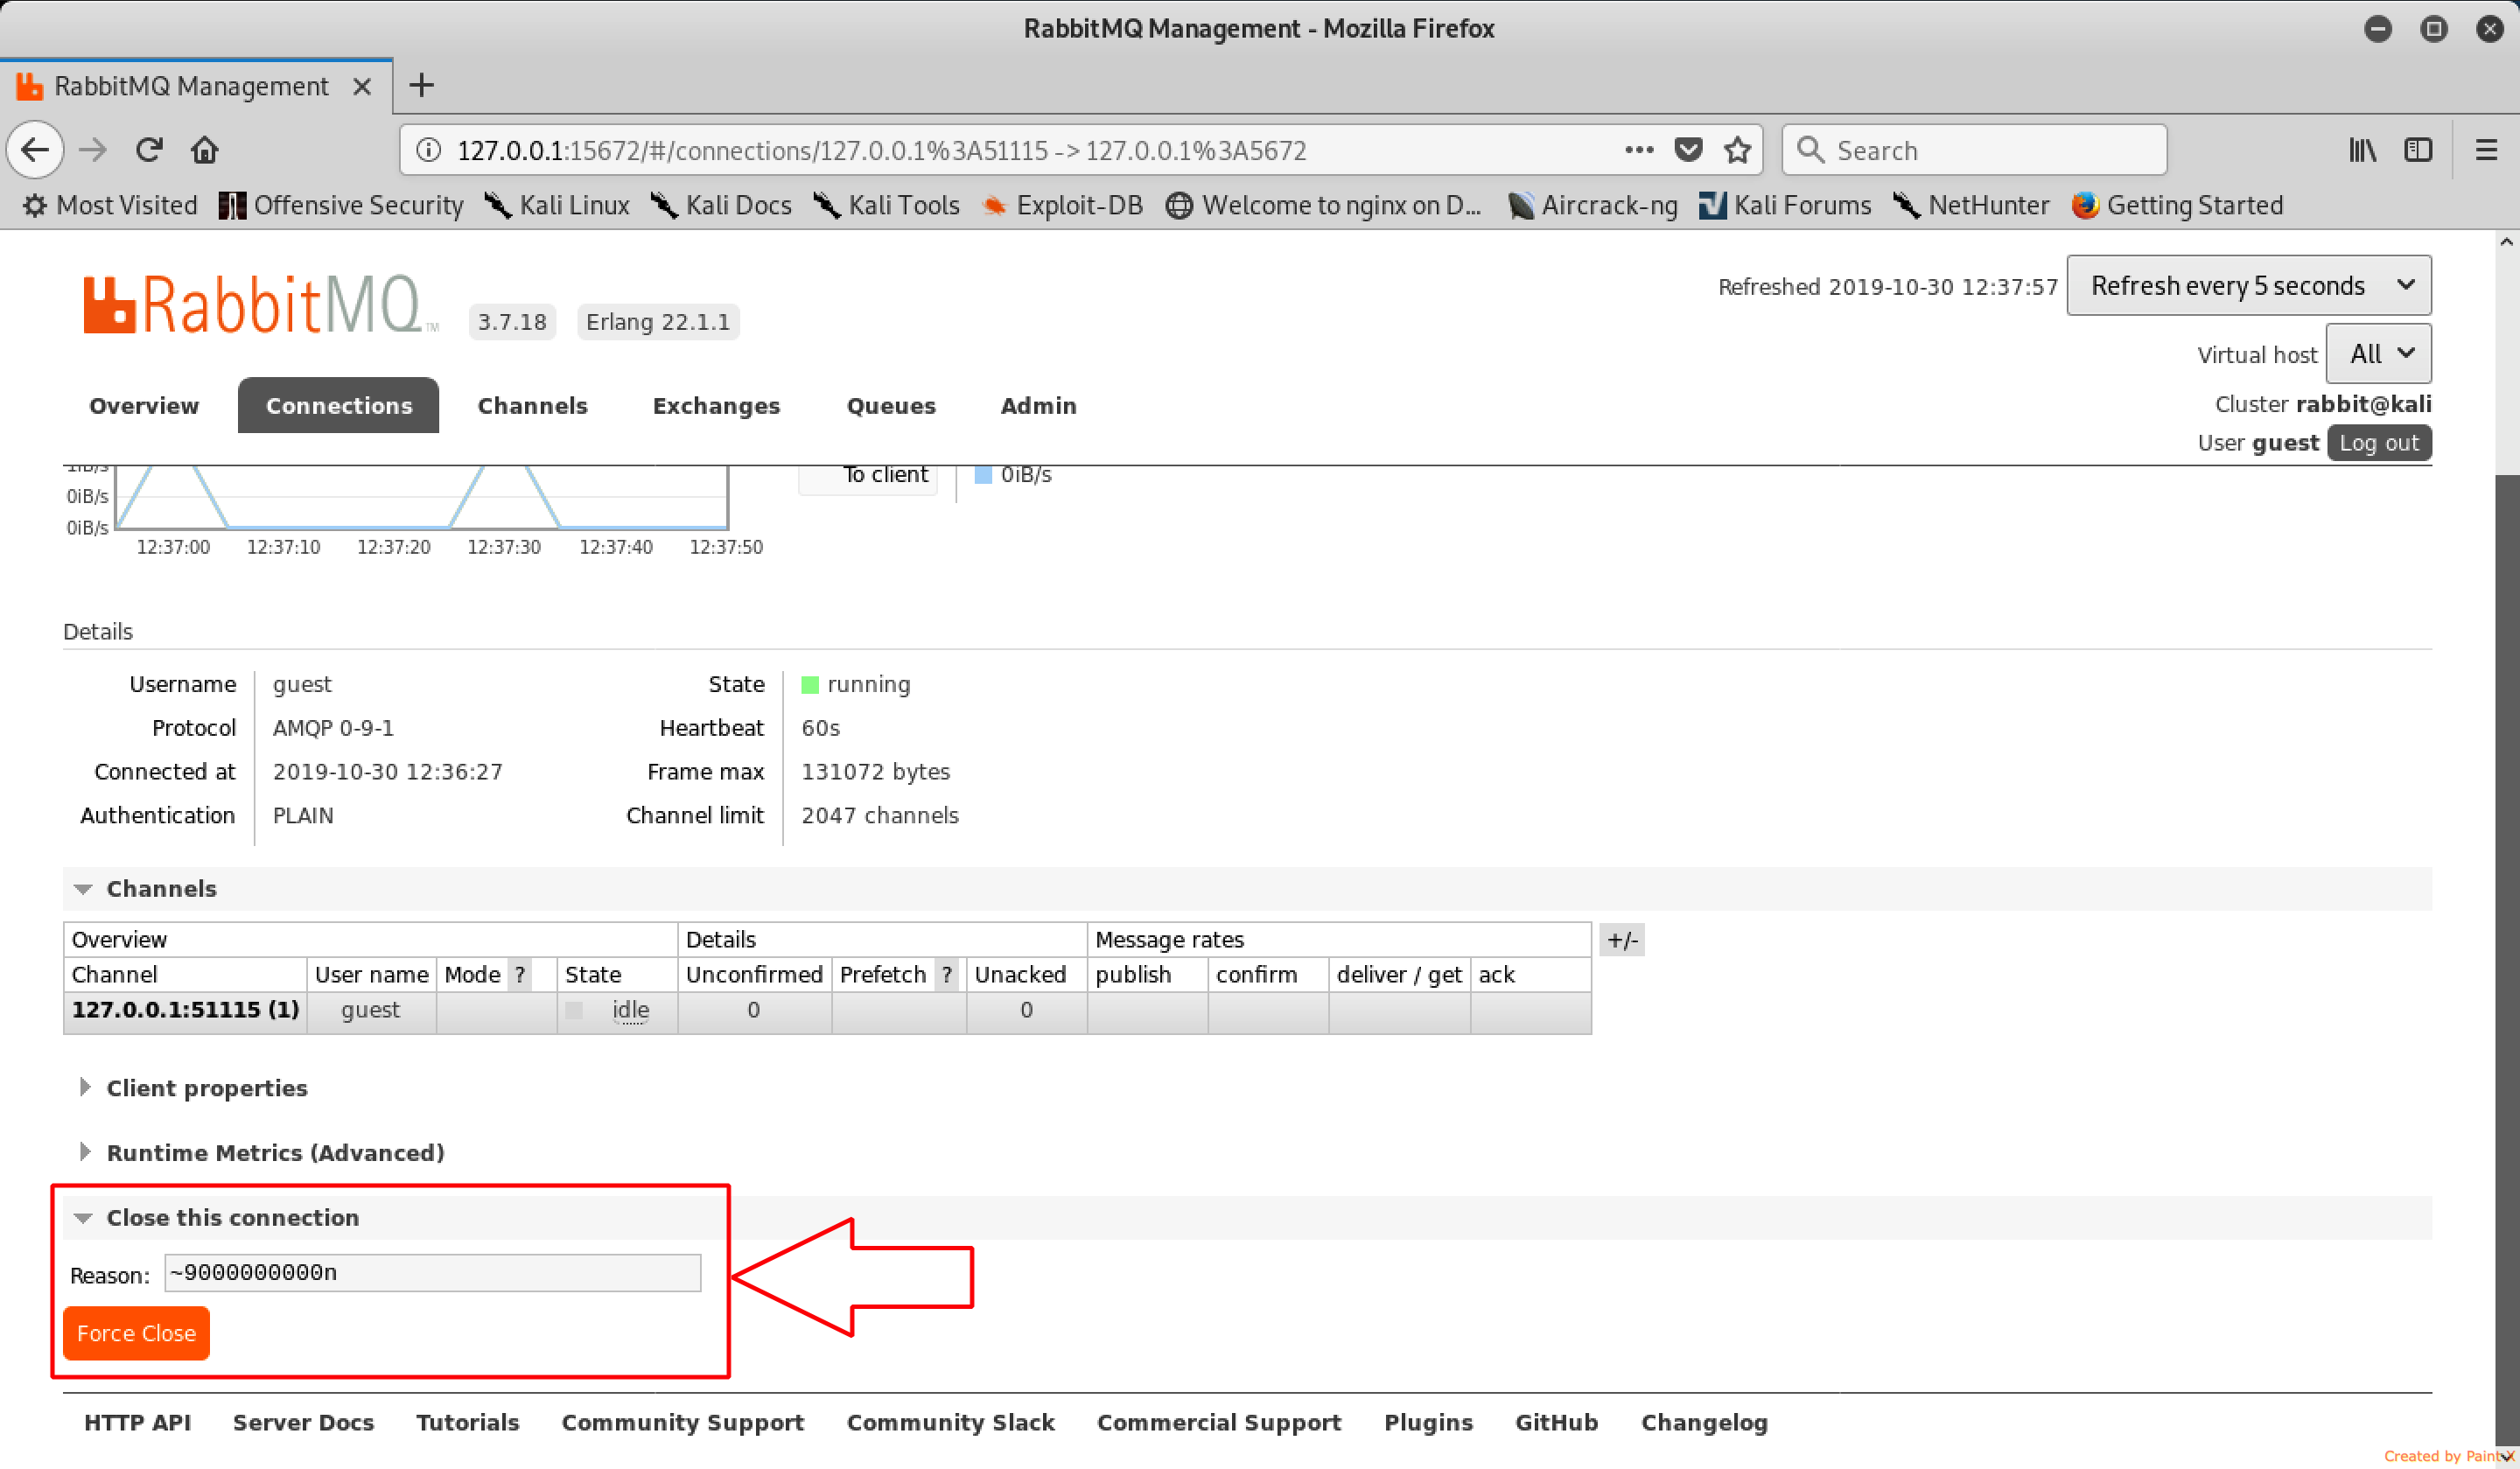 RabbitMQ Management - Mozilla Firefox
RabbitMQ Management
127.0.0.1:15672/#/connections/127.0.0.1%3A51115 -> 127.0.0.1%3A5672
Search
Most Visited Offensive Security Kali Linux Kali Docs Kali Tools Exploit-DB Welcome to nginx on D... Aircrack-ng Kali Forums NetHunter Getting Started
RabbitMQ TM 3.7.18 Erlang 22.1.1
Refreshed 2019-10-30 12:37:57 Refresh every 5 seconds
Virtual host All
Cluster rabbit@kali
User guest Log out
Overview Connections Channels Exchanges Queues Admin
1iB/s
0iB/s
0iB/s
12:37:00 12:37:10 12:37:20 12:37:30 12:37:40 12:37:50
To client 0iB/s
Details
Username guest State running
Protocol AMQP 0-9-1 Heartbeat 60s
Connected at 2019-10-30 12:36:27 Frame max 131072 bytes
Authentication PLAIN Channel limit 2047 channels
Channels
Overview Details Message rates +/-
Channel User name Mode ? State Unconfirmed Prefetch ? Unacked publish confirm deliver / get ack
127.0.0.1:51115 (1) guest idle 0 0
Client properties
Runtime Metrics (Advanced)
Close this connection
Reason: ~9000000000n
Force Close
HTTP API Server Docs Tutorials Community Support Community Slack Commercial Support Plugins GitHub Changelog
Created by Paint X